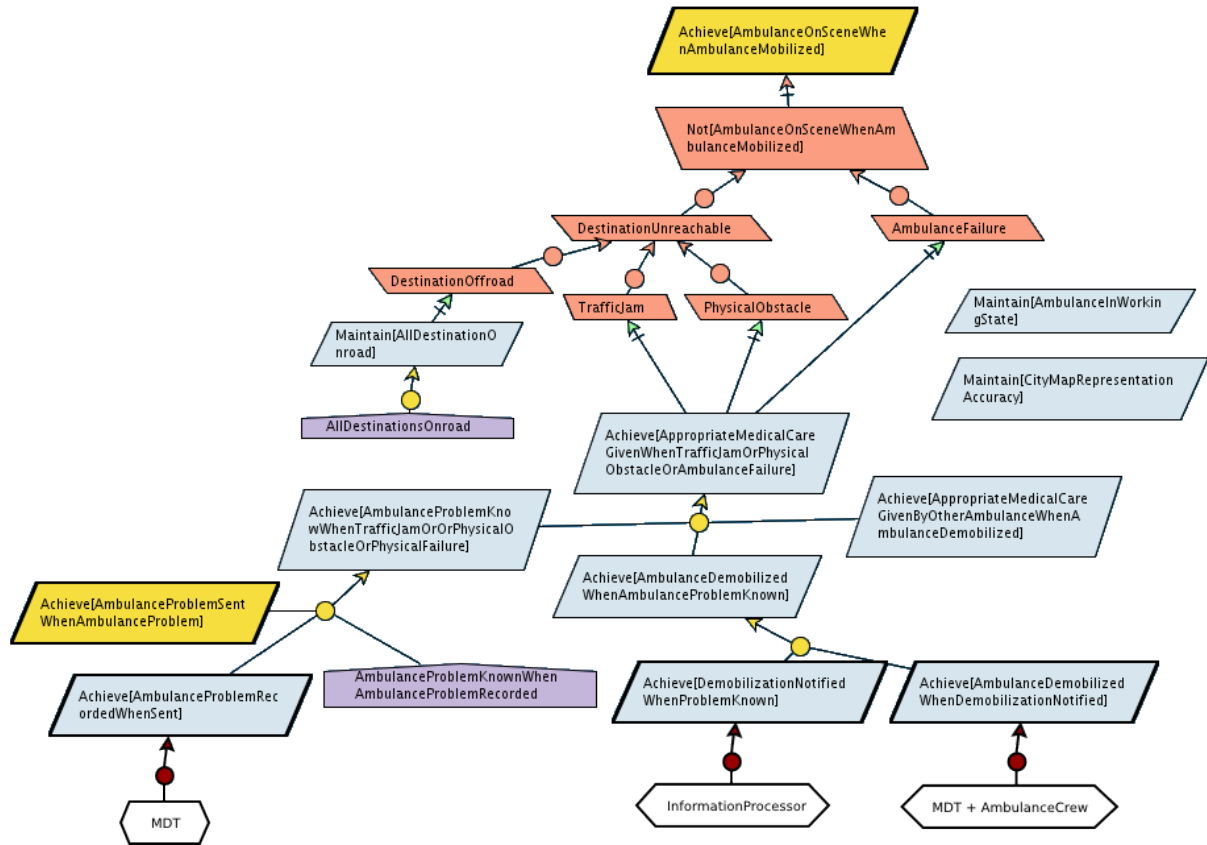 Achieve[AmbulanceOnSceneWhe
nAmbulanceMobilized]
Not[AmbulanceOnSceneWhenAm
bulanceMobilized]
DestinationUnreachable
AmbulanceFailure
DestinationOffroad
TrafficJam
PhysicalObstacle
Maintain[AmbulanceInWorkin
gState]
Maintain[AllDestinationO
nroad]
Maintain[CityMapRepresentation
Accuracy]
AllDestinationsOnroad
Achieve[AppropriateMedicalCare
GivenWhenTrafficJamOrPhysical
ObstacleOrAmbulanceFailure]
Achieve[AmbulanceProblemKno
wWhenTrafficJamOrOrPhysicalO
bstacleOrPhysicalFailure]
Achieve[AppropriateMedicalCare
GivenByOtherAmbulanceWhenA
mbulanceDemobilized]
Achieve[AmbulanceDemobilized
WhenAmbulanceProblemKnown]
Achieve[AmbulanceProblemSent
WhenAmbulanceProblem]
Achieve[AmbulanceProblemRec
ordedWhenSent]
AmbulanceProblemKnownWhen
AmbulanceProblemRecorded
Achieve[DemobilizationNotified
WhenProblemKnown]
Achieve[AmbulanceDemobilized
WhenDemobilizationNotified]
MDT
InformationProcessor
MDT + AmbulanceCrew